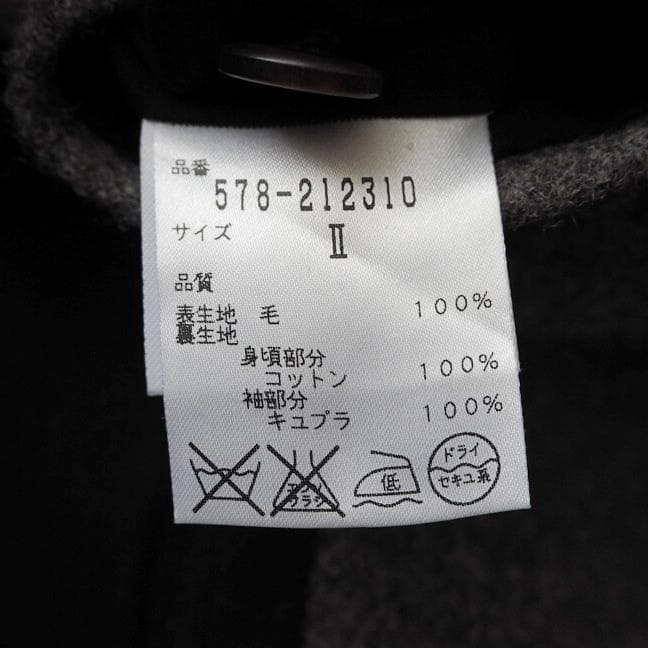 品番
578-212310
サイズ Ⅱ
品質
表生地 毛 100%
裏生地
身頃部分
コットン 100%
袖部分
キュプラ 100%
エンソ
サラシ
低
ドライ
セキユ系